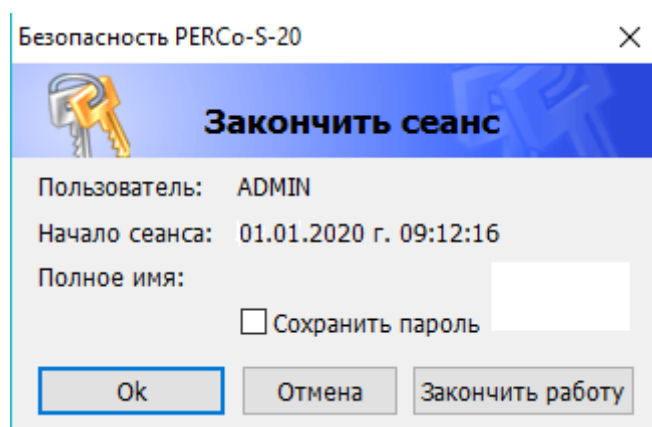 Безопасность PERCo-S-20
Закончить сеанс
Пользователь: ADMIN
Начало сеанса: 01.01.2020 г. 09:12:16
Полное имя:
Сохранить пароль
Ok Отмена Закончить работу